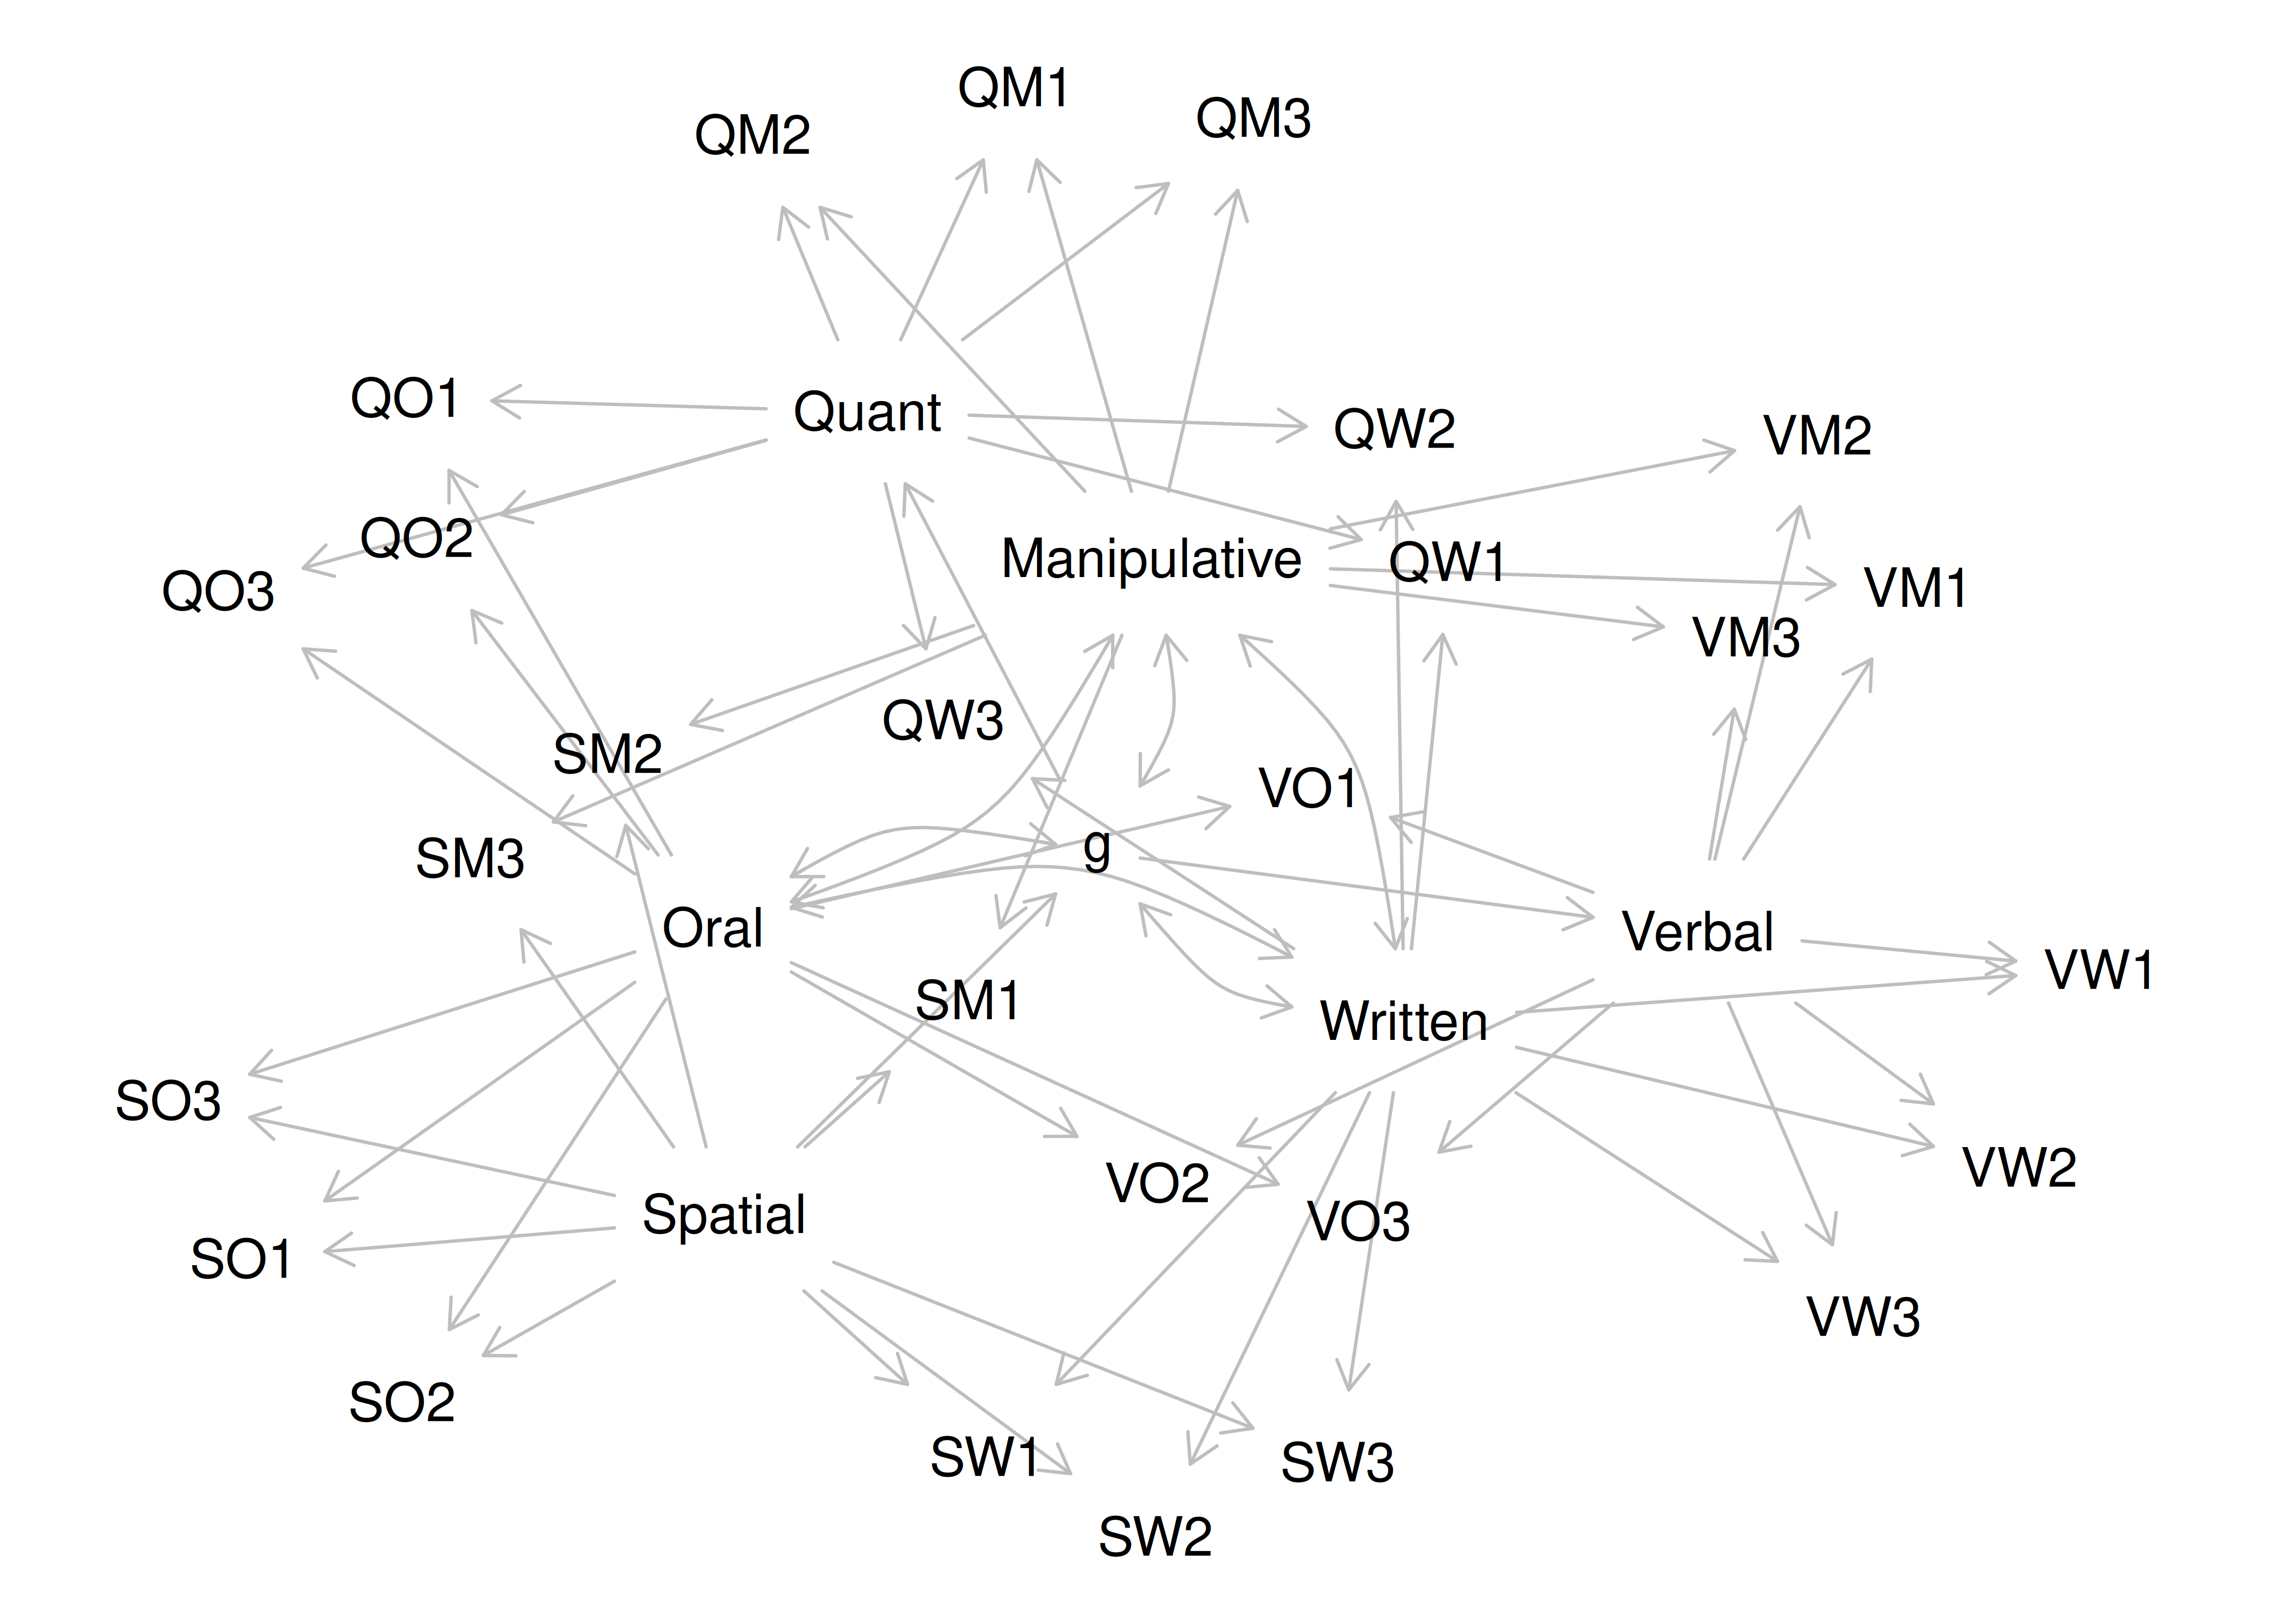 QM1
QM3
QM2
QO1
Quant
QW2
VM2
QO2
Manipulative
QW1
QO3
VM1
VM3
QW3
SM2
VO1
g
SM3
Oral
Verbal
VW1
SM1
Written
SO3
VW2
VO2
Spatial
VO3
SO1
VW3
SO2
SW1
SW3
SW2